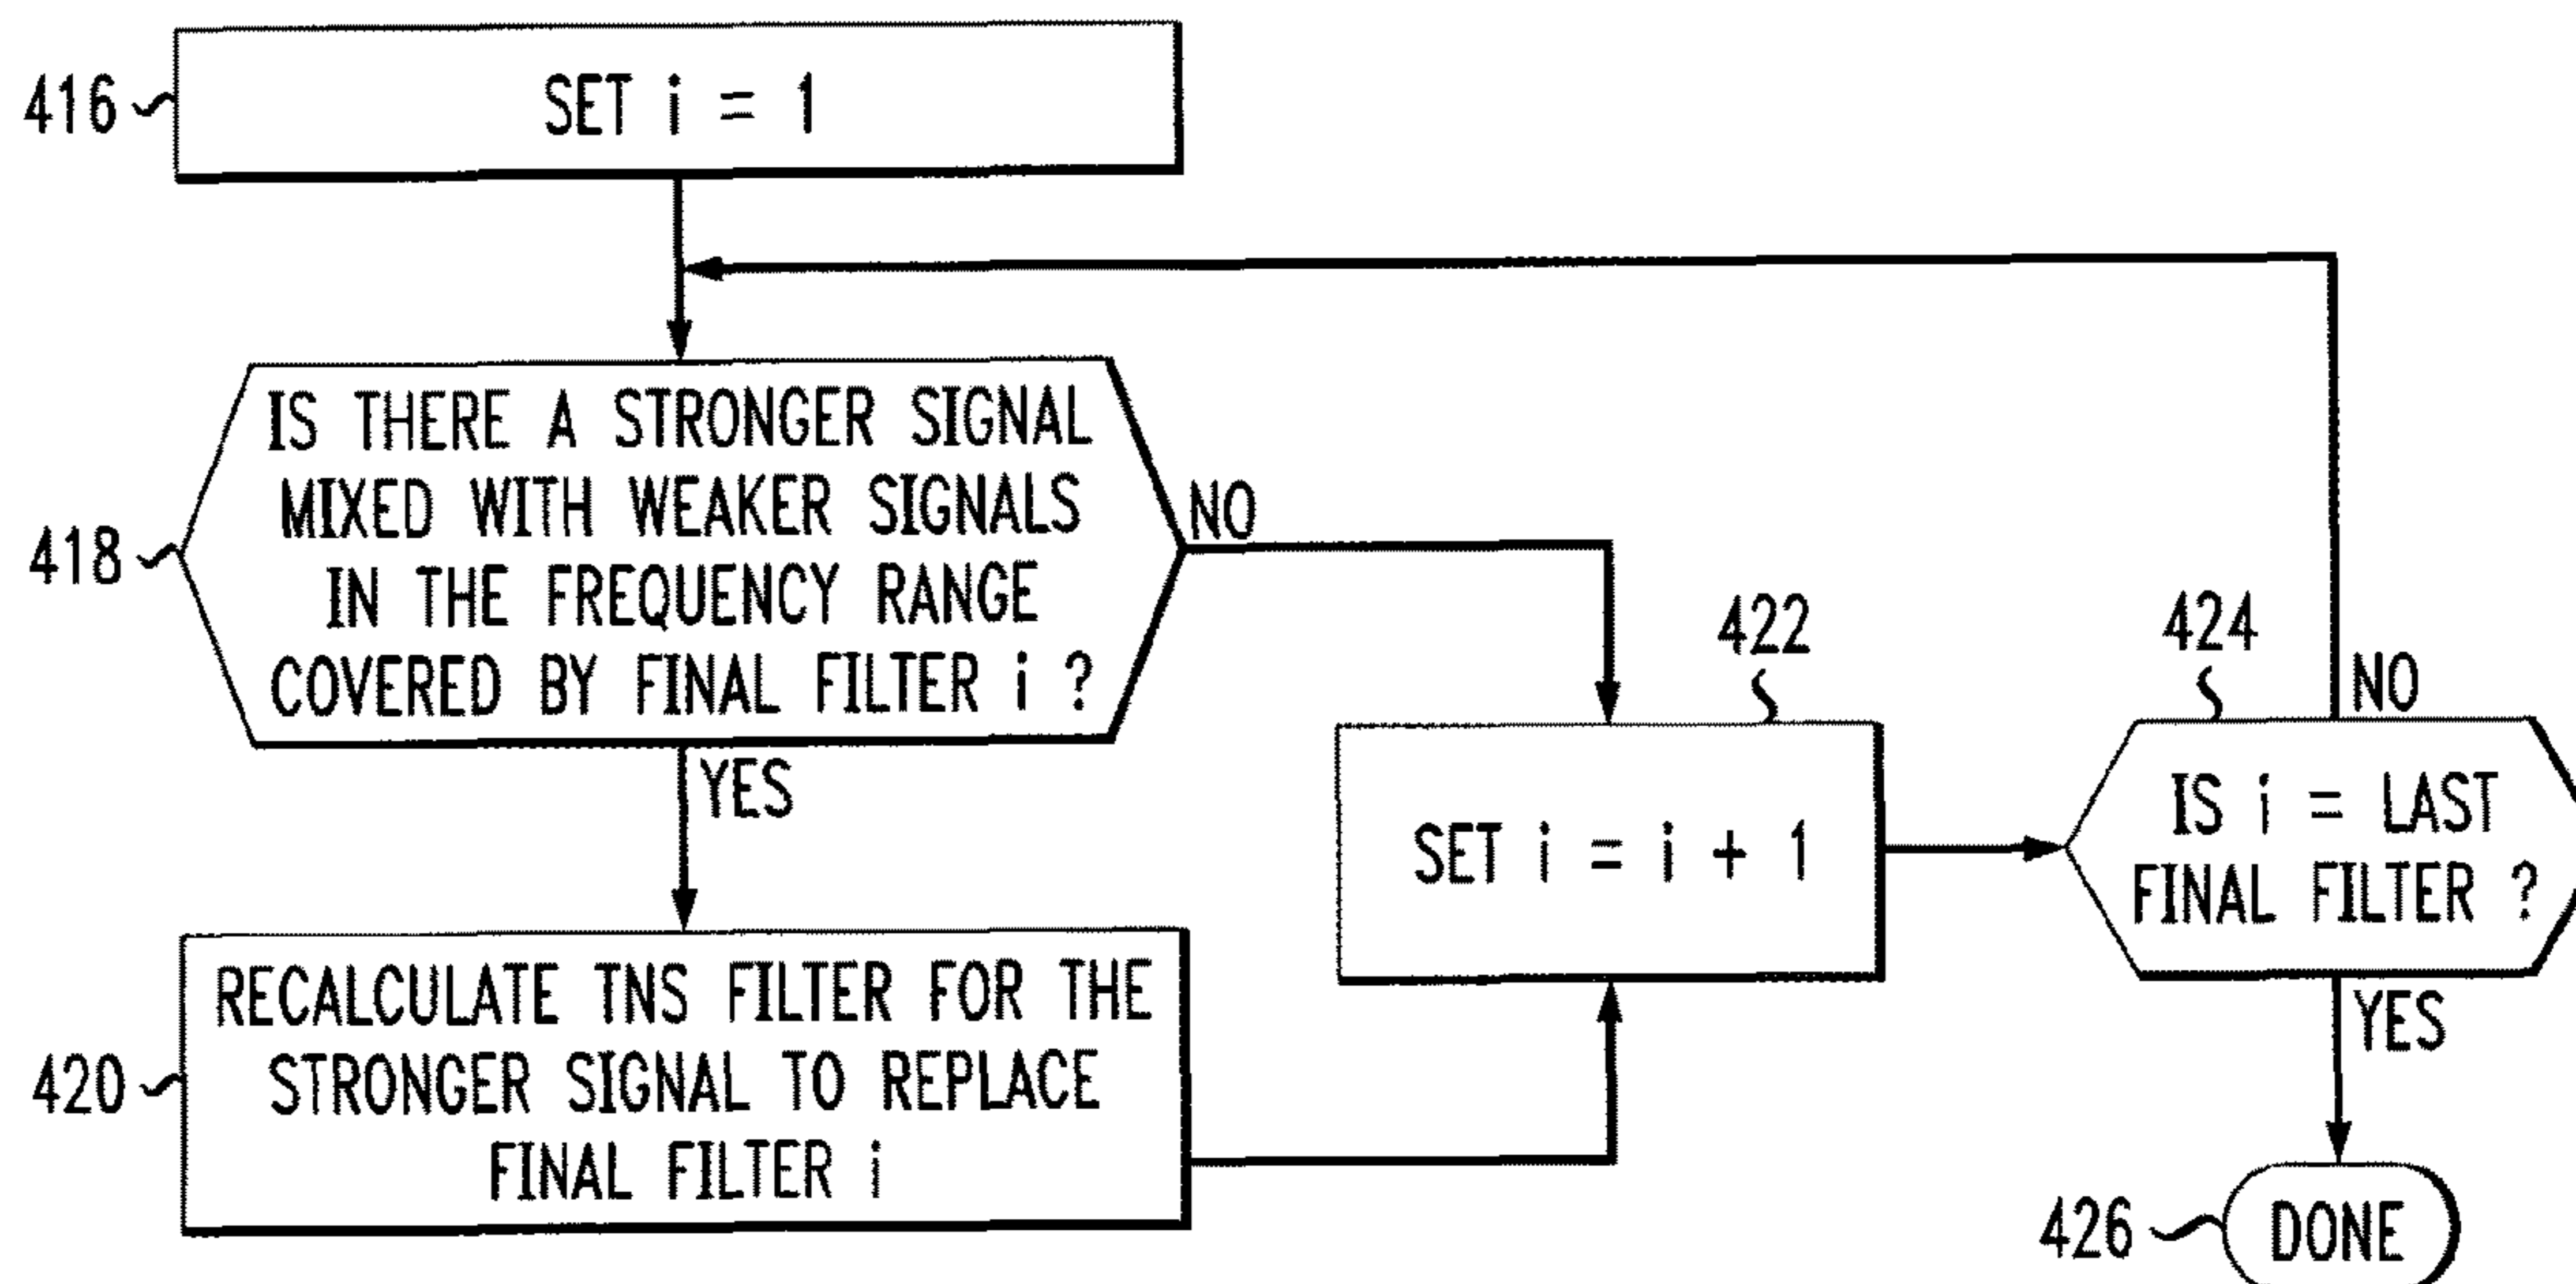 416
SET i = 1
418
IS THERE A STRONGER SIGNAL
MIXED WITH WEAKER SIGNALS
IN THE FREQUENCY RANGE
COVERED BY FINAL FILTER i ?
NO
YES
420
RECALCULATE TNS FILTER FOR THE
STRONGER SIGNAL TO REPLACE
FINAL FILTER i
422
SET i = i + 1
424
NO
IS i = LAST
FINAL FILTER ?
YES
426
DONE